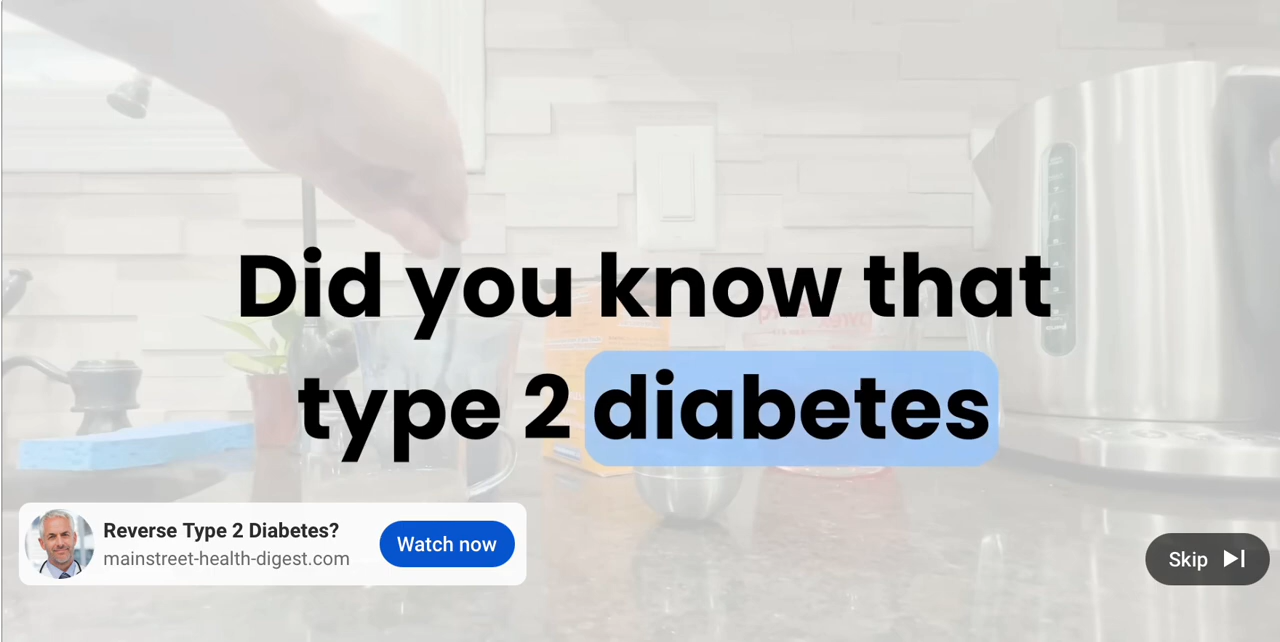 Did you know that
type 2 diabetes
Reverse Type 2 Diabetes?
mainstreet-health-digest.com
Watch now
Skip